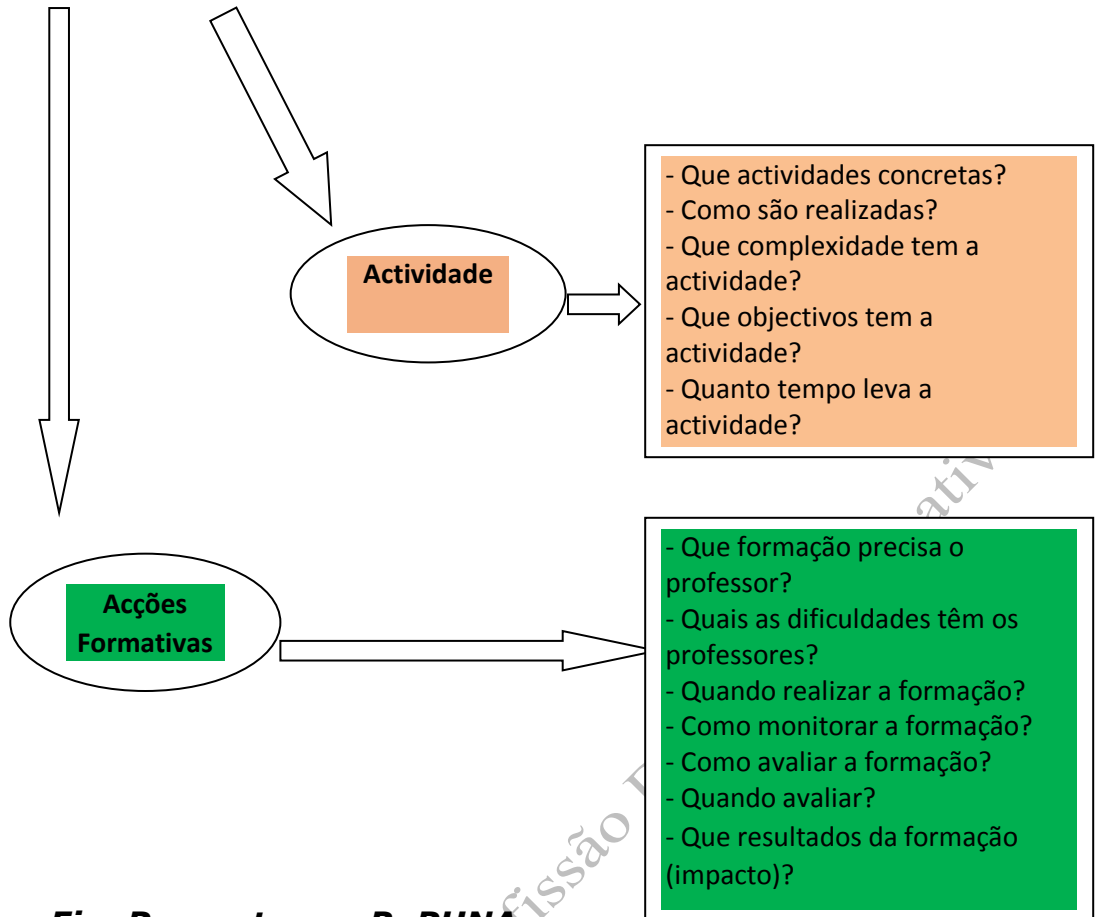 - Que actividades concretas?
- Como são realizadas?
- Que complexidade tem a
actividade?
- Que objectivos tem a
actividade?
- Quanto tempo leva a
actividade?
Actividade
- Que formação precisa o
professor?
- Quais as dificuldades têm os
professores?
- Quando realizar a formação?
- Como monitorar a formação?
- Como avaliar a formação?
- Quando avaliar?
- Que resultados da formação
(impacto)?
Acções
Formativas